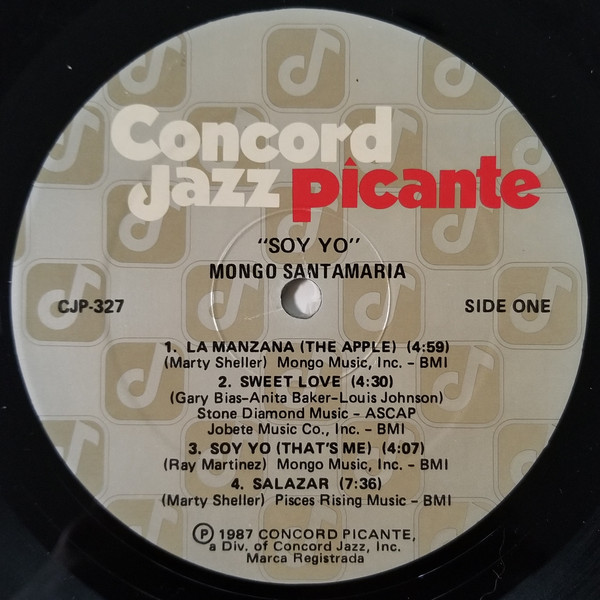 Concord
Jazz picante
"SOY YO"
MONGO SANTAMARIA
CJP-327
SIDE ONE
1. LA MANZANA (THE APPLE) (4:59)
(Marty Sheller) Mongo Music, Inc. – BMI
2. SWEET LOVE (4:30)
(Gary Bias–Anita Baker–Louis Johnson)
Stone Diamond Music – ASCAP
Jobete Music Co., Inc. – BMI
3. SOY YO (THAT'S ME) (4:07)
(Ray Martinez) Mongo Music, Inc. – BMI
4. SALAZAR (7:36)
(Marty Sheller) Pisces Rising Music – BMI
℗ 1987 CONCORD PICANTE,
a Div. of Concord Jazz, Inc.
Marca Registrada